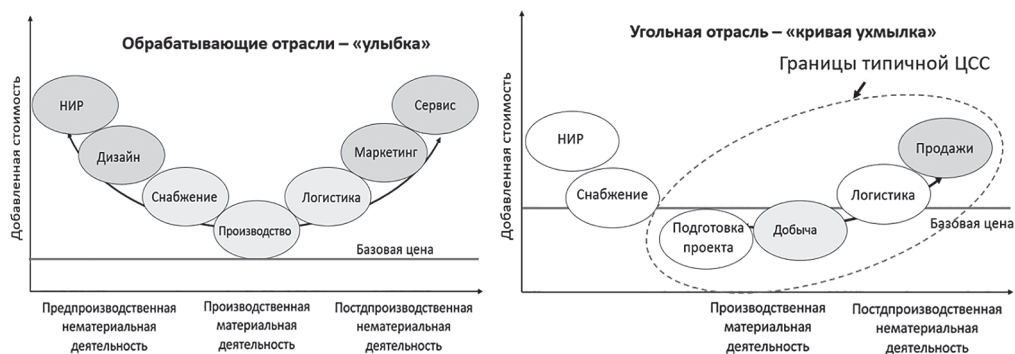 Обрабатывающие отрасли – «улыбка»
Добавленная стоимость
НИР
Дизайн
Снабжение
Производство
Логистика
Маркетинг
Сервис
Базовая цена
Предпроизводственная
нематериальная
деятельность
Производственная
материальная
деятельность
Постдпроизводственная
нематериальная
деятельность
Угольная отрасль – «кривая ухмылка»
Границы типичной ЦСС
Добавленная стоимость
НИР
Снабжение
Подготовка
проекта
Добыча
Логистика
Продажи
Базовая цена
Производственная
материальная
деятельность
Постдпроизводственная
нематериальная
деятельность